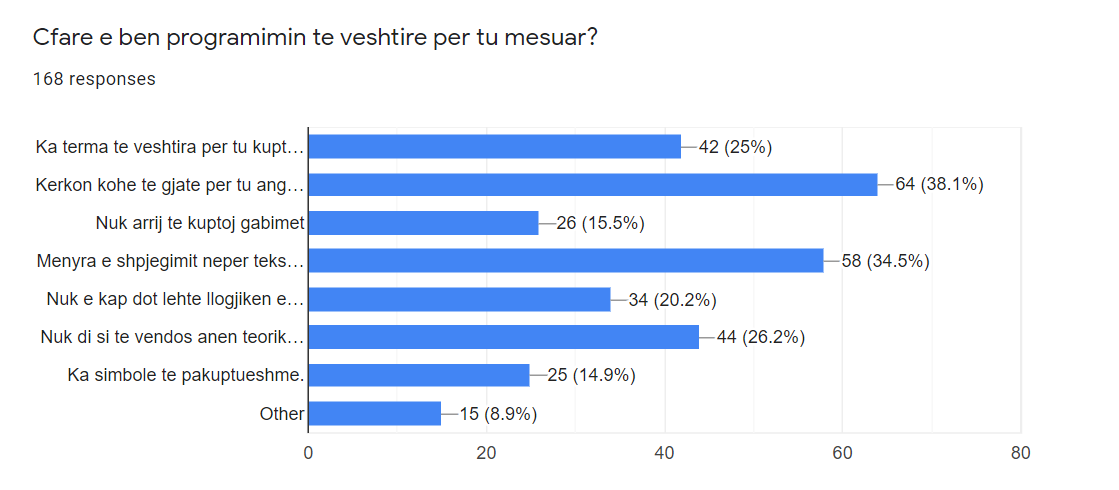 Cfare e ben programimin te veshtire per tu mesuar?
168 responses
Ka terma te veshtira per tu kupt…
42 (25%)
Kerkon kohe te gjate per tu ang…
64 (38.1%)
Nuk arrij te kuptoj gabimet
26 (15.5%)
Menyra e shpjegimit neper teks…
58 (34.5%)
Nuk e kap dot lehte llogjiken e…
34 (20.2%)
Nuk di si te vendos anen teorik…
44 (26.2%)
Ka simbole te pakuptueshme.
25 (14.9%)
Other
15 (8.9%)
0 20 40 60 80